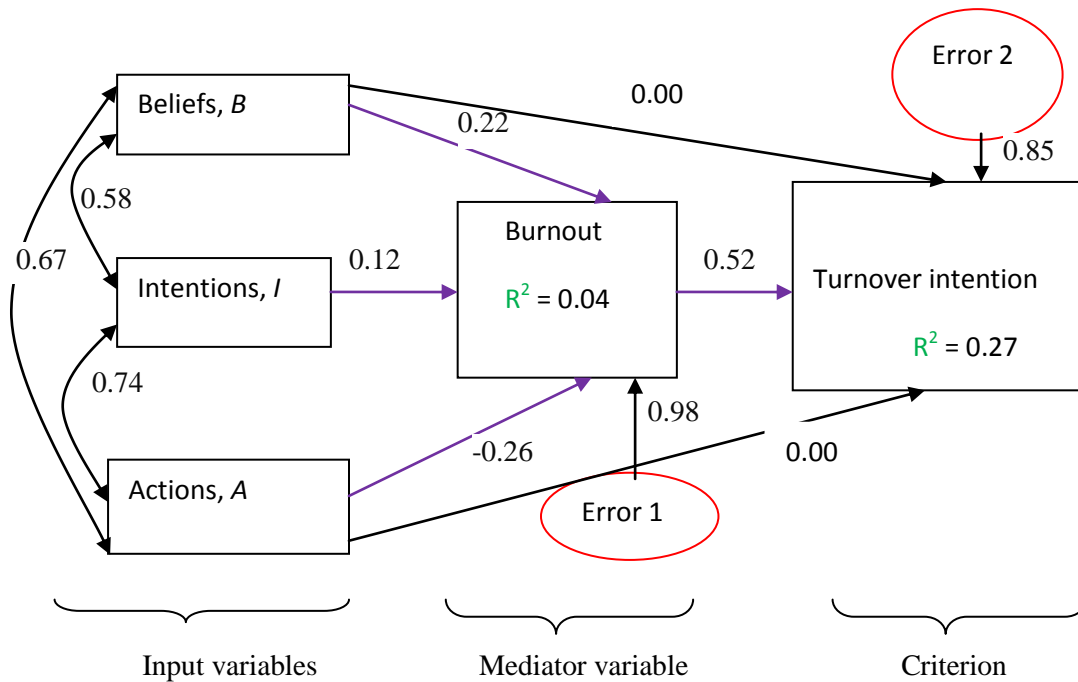 Error 2
0.00
Beliefs, B
0.22
0.85
0.58
Burnout
0.67
0.12
0.52
Intentions, I
Turnover intention
R² = 0.04
R² = 0.27
0.74
0.98
-0.26
0.00
Actions, A
Error 1
Input variables
Mediator variable
Criterion